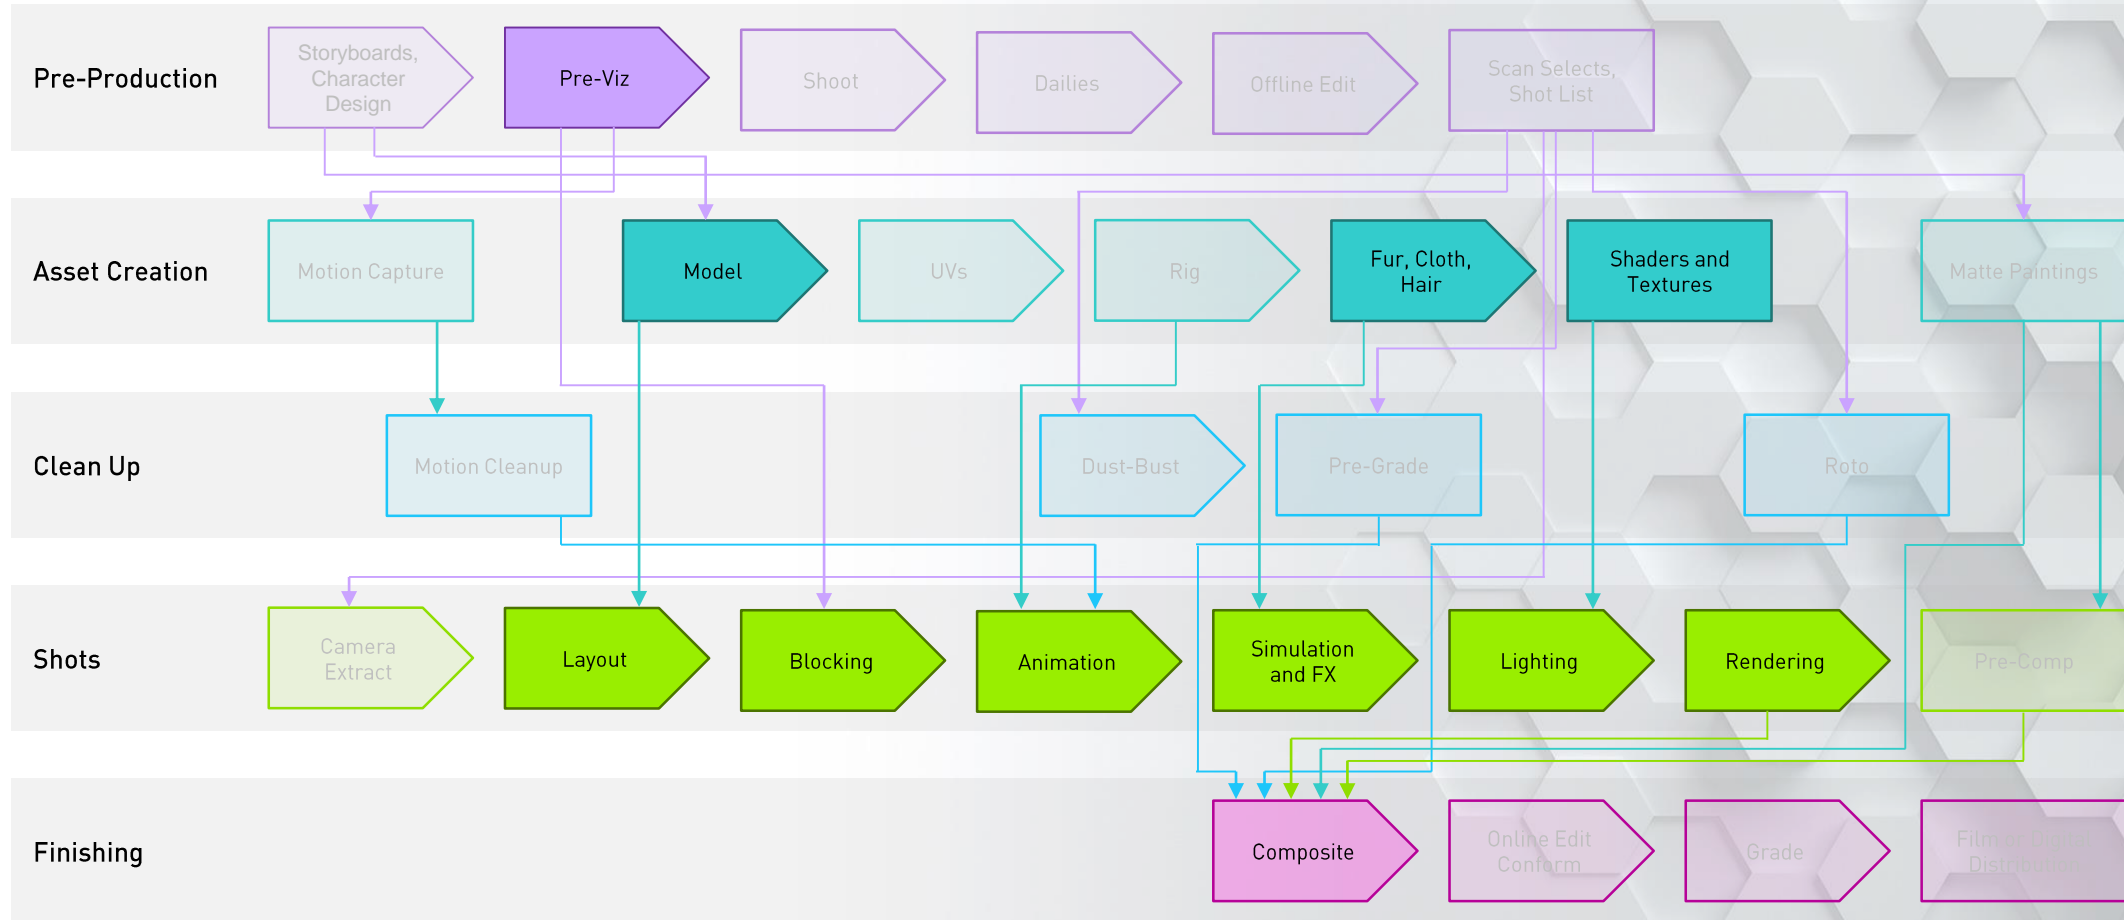 Pre-Production
Storyboards,
Character
Design
Pre-Viz
Shoot
Dailies
Offline Edit
Scan Selects,
Shot List
Asset Creation
Motion Capture
Model
UVs
Rig
Fur, Cloth,
Hair
Shaders and
Textures
Matte Paintings
Clean Up
Motion Cleanup
Dust-Bust
Pre-Grade
Roto
Shots
Camera
Extract
Layout
Blocking
Animation
Simulation
and FX
Lighting
Rendering
Pre-Comp
Finishing
Composite
Online Edit
Conform
Grade
Film or
Distribution